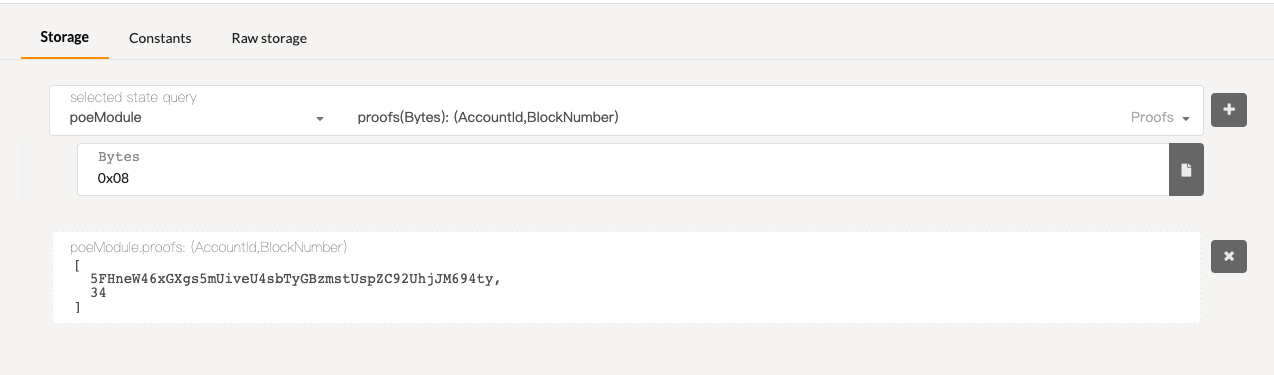 Storage Constants Raw storage
selected state query
poeModule proofs(Bytes): (AccountId,BlockNumber) Proofs
Bytes
0x08
poeModule.proofs: (AccountId,BlockNumber)
[
5FHneW46xGXgs5mUiveU4sbTyGBzmstUspZC92UhjJM694ty,
34
]